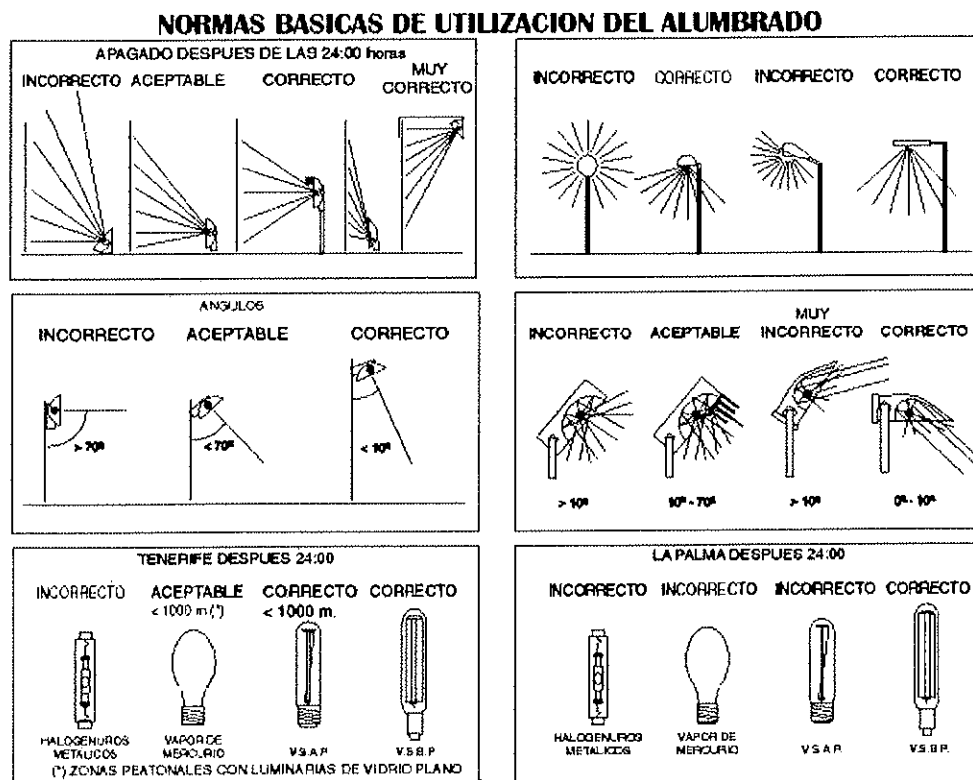 NORMAS BASICAS DE UTILIZACION DEL ALUMBRADO
APAGADO DESPUES DE LAS 24:00 horas
INCORRECTO ACEPTABLE CORRECTO MUY CORRECTO
INCORRECTO CORRECTO INCORRECTO CORRECTO
ANGULOS
INCORRECTO ACEPTABLE CORRECTO
> 70º < 70º < 10º
INCORRECTO ACEPTABLE MUY INCORRECTO CORRECTO
> 10º 10º - 70º > 10º 0º - 10º
TENERIFE DESPUES 24:00
INCORRECTO ACEPTABLE CORRECTO CORRECTO
< 1000 m (*) < 1000 m.
HALOGENUROS METALICOS VAPOR DE MERCURIO V.S.A.P. V.S.B.P.
(*) ZONAS PEATONALES CON LUMINARIAS DE VIDRIO PLANO
LA PALMA DESPUES 24:00
INCORRECTO INCORRECTO INCORRECTO CORRECTO
HALOGENUROS METALICOS VAPOR DE MERCURIO V.S.A.P. V.S.B.P.